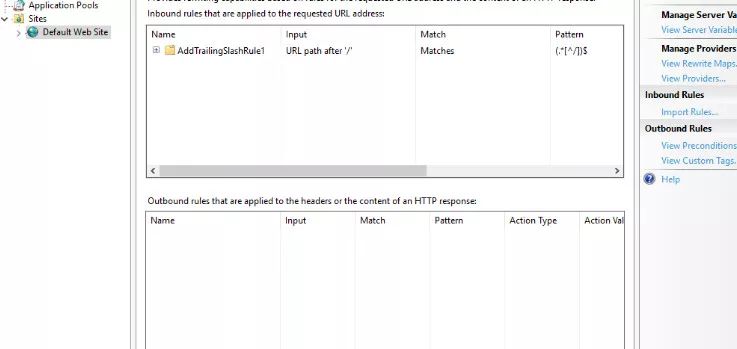 Application Pools
Sites
Default Web Site
Inbound rules that are applied to the requested URL address:
Name Input Match Pattern
AddTrailingSlashRule1 URL path after '/' Matches (.*[^/])$
Outbound rules that are applied to the headers or the content of an HTTP response:
Name Input Match Pattern Action Type Action Val
Manage Server Va
View Server Variable
Manage Providers
View Rewrite Maps...
View Providers...
Inbound Rules
Import Rules...
Outbound Rules
View Preconditions
View Custom Tags.
Help